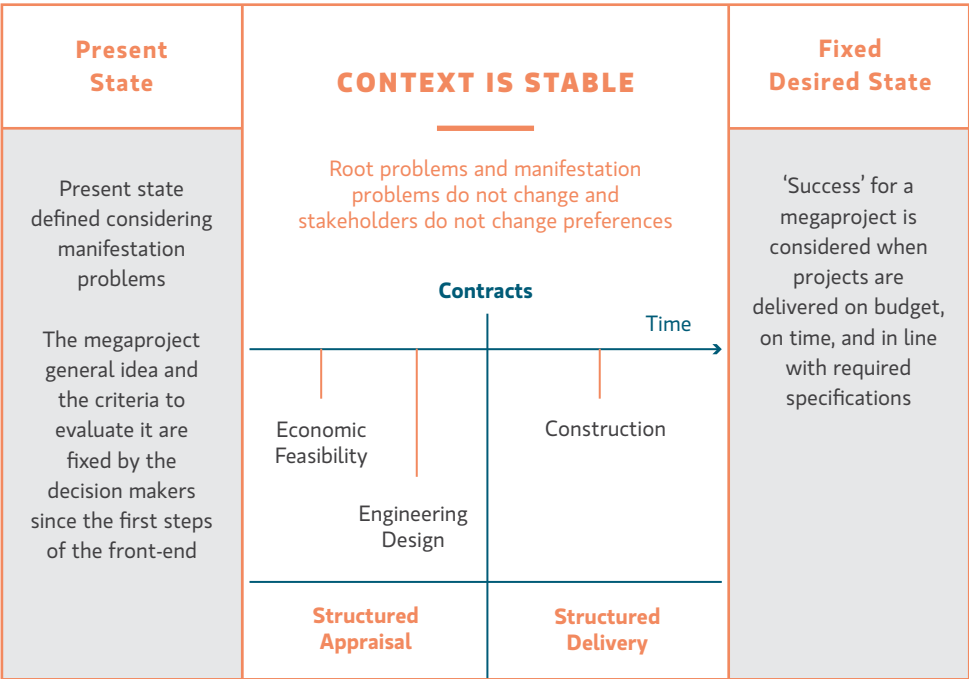 Present
State
Present state
defined considering
manifestation
problems
The megaproject
general idea and
the criteria to
evaluate it are
fixed by the
decision makers
since the first steps
of the front-end
CONTEXT IS STABLE
Root problems and manifestation
problems do not change and
stakeholders do not change preferences
Contracts
Time
Economic
Feasibility
Engineering
Design
Construction
Structured
Appraisal
Structured
Delivery
Fixed
Desired State
‘Success’ for a
megaproject is
considered when
projects are
delivered on budget,
on time, and in line
with required
specifications